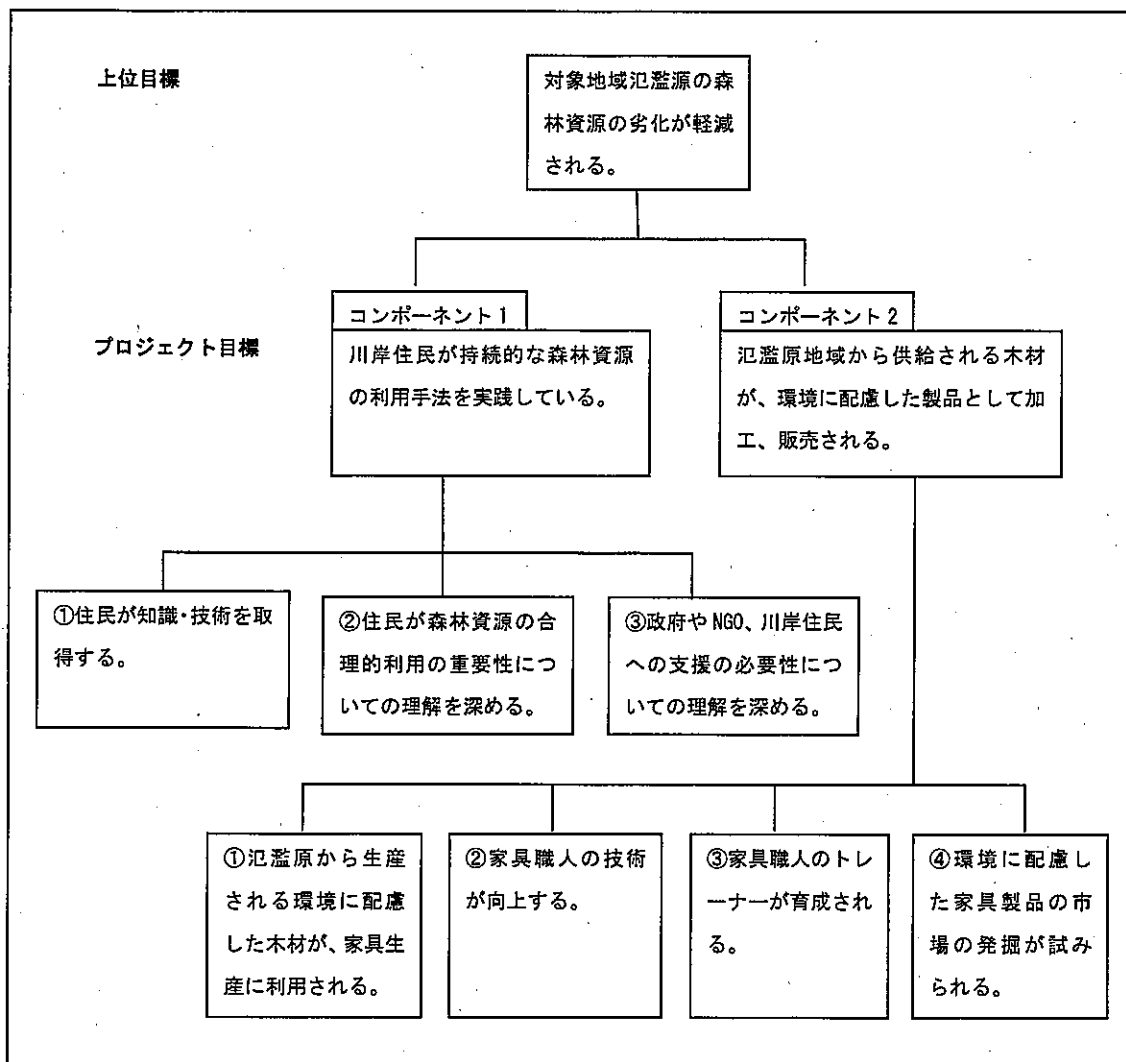 上位目標
対象地域氾濫源の森
林資源の劣化が軽減
される。
コンポーネント1
コンポーネント2
プロジェクト目標
川岸住民が持続的な森林資源
の利用手法を実践している。
氾濫原地域から供給される木材
が、環境に配慮した製品として加
工、販売される。
①住民が知識・技術を取
得する。
②住民が森林資源の合
理的利用の重要性につ
いての理解を深める。
③政府や NGO、川岸住民
への支援の必要性につ
いての理解を深める。
①氾濫原から生産
される環境に配慮
した木材が、家具生
産に利用される。
②家具職人の技術
が向上する。
③家具職人のトレ
ーナーが育成され
る。
④環境に配慮し
た家具製品の市
場の発掘が試み
られる。